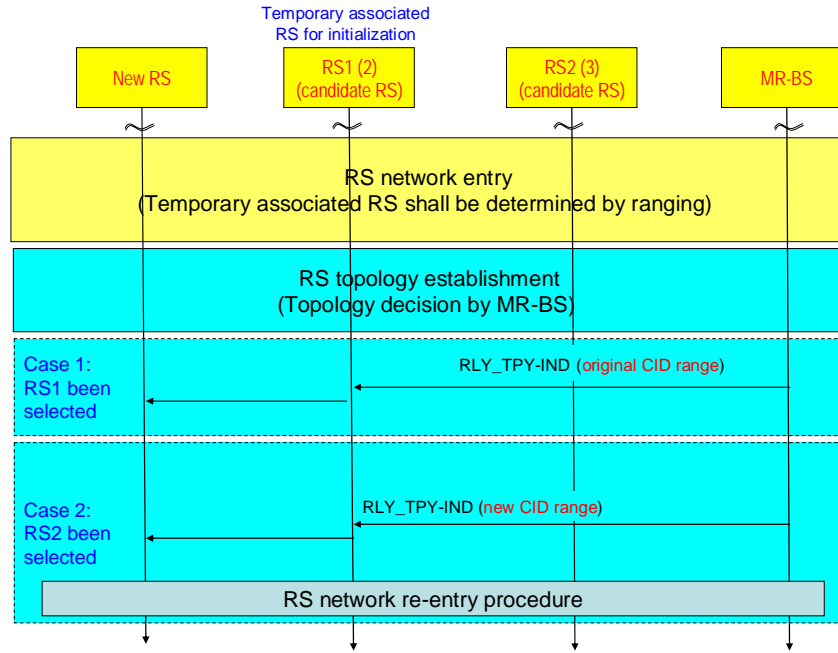 Temporary associated
RS for initialization
New RS
RS1 (2)
(candidate RS)
RS2 (3)
(candidate RS)
MR-BS
RS network entry
(Temporary associated RS shall be determined by ranging)
RS topology establishment
(Topology decision by MR-BS)
Case 1:
RS1 been
selected
RLY_TPY-IND (original CID range)
Case 2:
RS2 been
selected
RLY_TPY-IND (new CID range)
RS network re-entry procedure